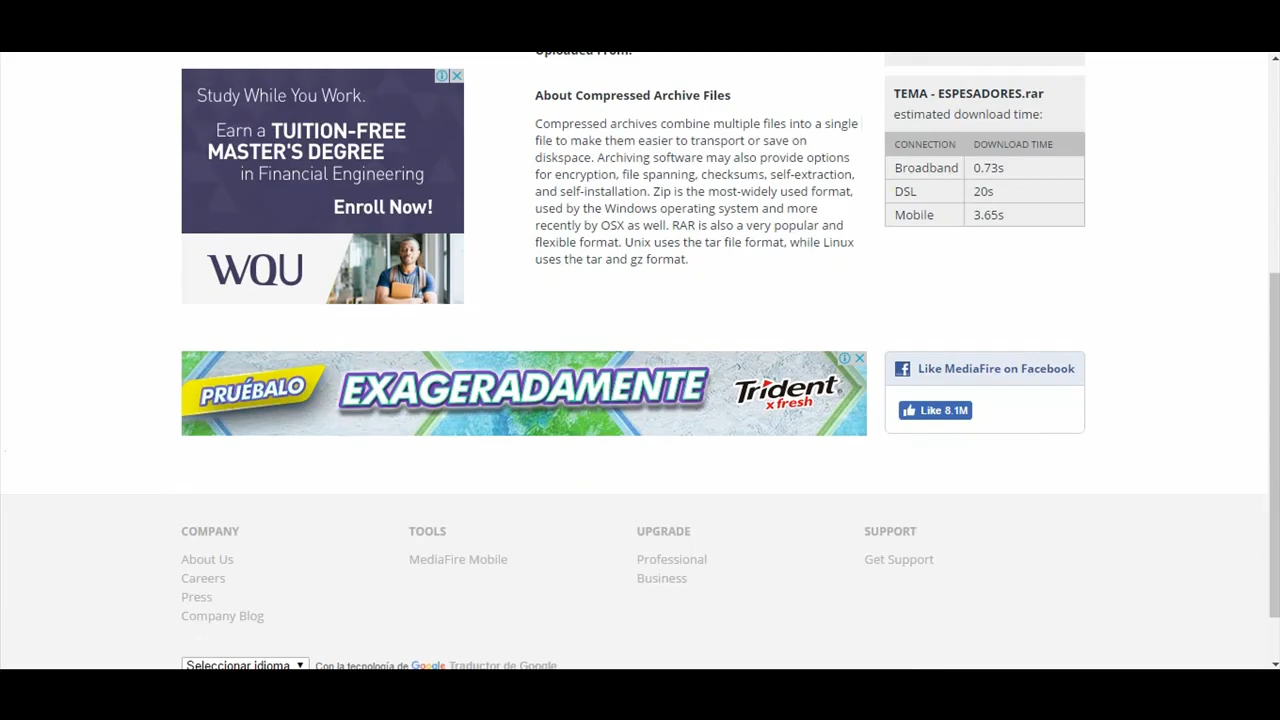 Uploaded From:
Study While You Work.
Earn a TUITION-FREE
MASTER'S DEGREE
in Financial Engineering
Enroll Now!
WQU
About Compressed Archive Files
Compressed archives combine multiple files into a single
file to make them easier to transport or save on
diskspace. Archiving software may also provide options
for encryption, file spanning, checksums, self-extraction,
and self-installation. Zip is the most-widely used format,
used by the Windows operating system and more
recently by OSX as well. RAR is also a very popular and
flexible format. Unix uses the tar file format, while Linux
uses the tar and gz format.
TEMA - ESPESADORES.rar
estimated download time:
CONNECTION DOWNLOAD TIME
Broadband 0.73s
DSL 20s
Mobile 3.65s
PRUÉBALO EXAGERADAMENTE Trident
x fresh
Like MediaFire on Facebook
Like 8.1M
COMPANY
About Us
Careers
Press
Company Blog
TOOLS
MediaFire Mobile
UPGRADE
Professional
Business
SUPPORT
Get Support
Seleccionar idioma Con la tecnología de Google Traductor de Google